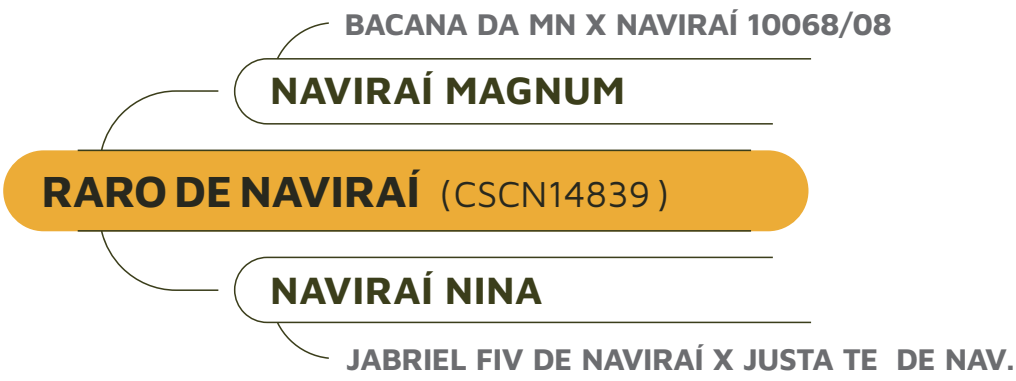 BACANA DA MN X NAVIRAÍ 10068/08
NAVIRAÍ MAGNUM
RARO DE NAVIRAÍ (CSCN14839 )
NAVIRAÍ NINA
JABRIEL FIV DE NAVIRAÍ X JUSTA TE DE NAV.